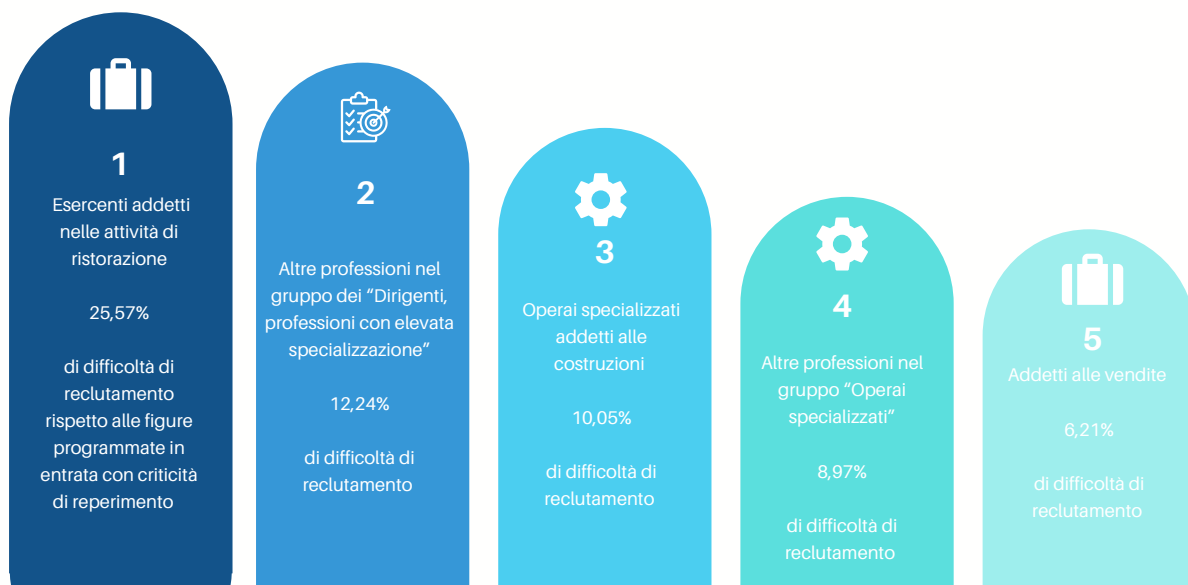 1
Esercenti addetti
nelle attività di
ristorazione
25,57%
di difficoltà di
reclutamento
rispetto alle figure
programmate in
entrata con criticità
di reperimento
2
Altre professioni nel
gruppo dei “Dirigenti,
professioni con elevata
specializzazione”
12,24%
di difficoltà di
reclutamento
3
Operai specializzati
addetti alle
costruzioni
10,05%
di difficoltà di
reclutamento
4
Altre professioni nel
gruppo “Operai
specializzati”
8,97%
di difficoltà di
reclutamento
5
Addetti alle vendite
6,21%
di difficoltà di
reclutamento